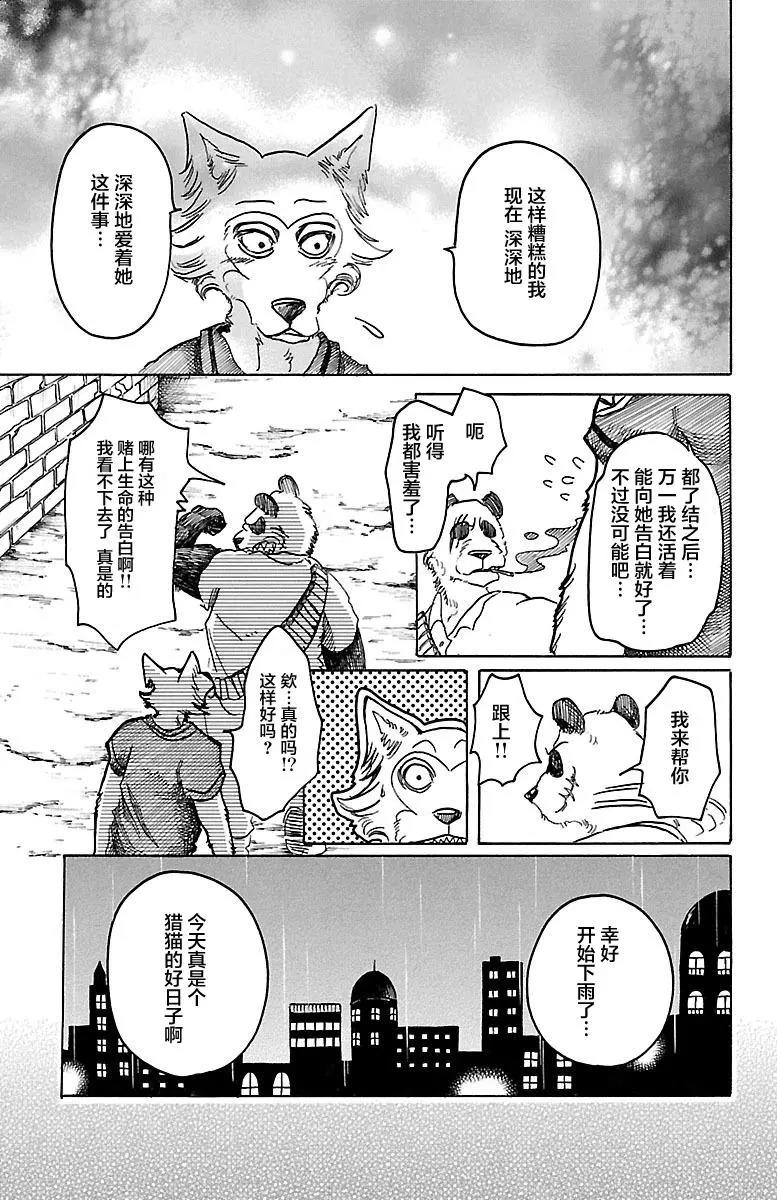 这样糟糕的我
现在 深深地
深深地爱着她
这件事…
都了结之后…
万一我还活着
能向她告白就好了…
不过没可能吧…
呃
听得
我都害羞了…
哪有这种
赌上生命的告白啊!!
我看不下去了 真是的
我来帮你
跟上!!
欸…真的吗!?
这样好吗?
幸好
开始下雨了…
今天真是个
猎猫的好日子啊